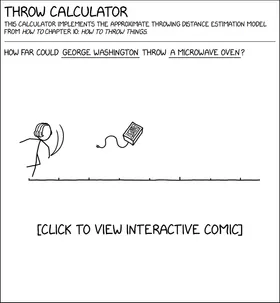 THROW CALCULATOR
THIS CALCULATOR IMPLEMENTS THE APPROXIMATE THROWING DISTANCE ESTIMATION MODEL
FROM HOW TO CHAPTER 10: HOW TO THROW THINGS.
HOW FAR COULD GEORGE WASHINGTON THROW A MICROWAVE OVEN?
[CLICK TO VIEW INTERACTIVE COMIC]